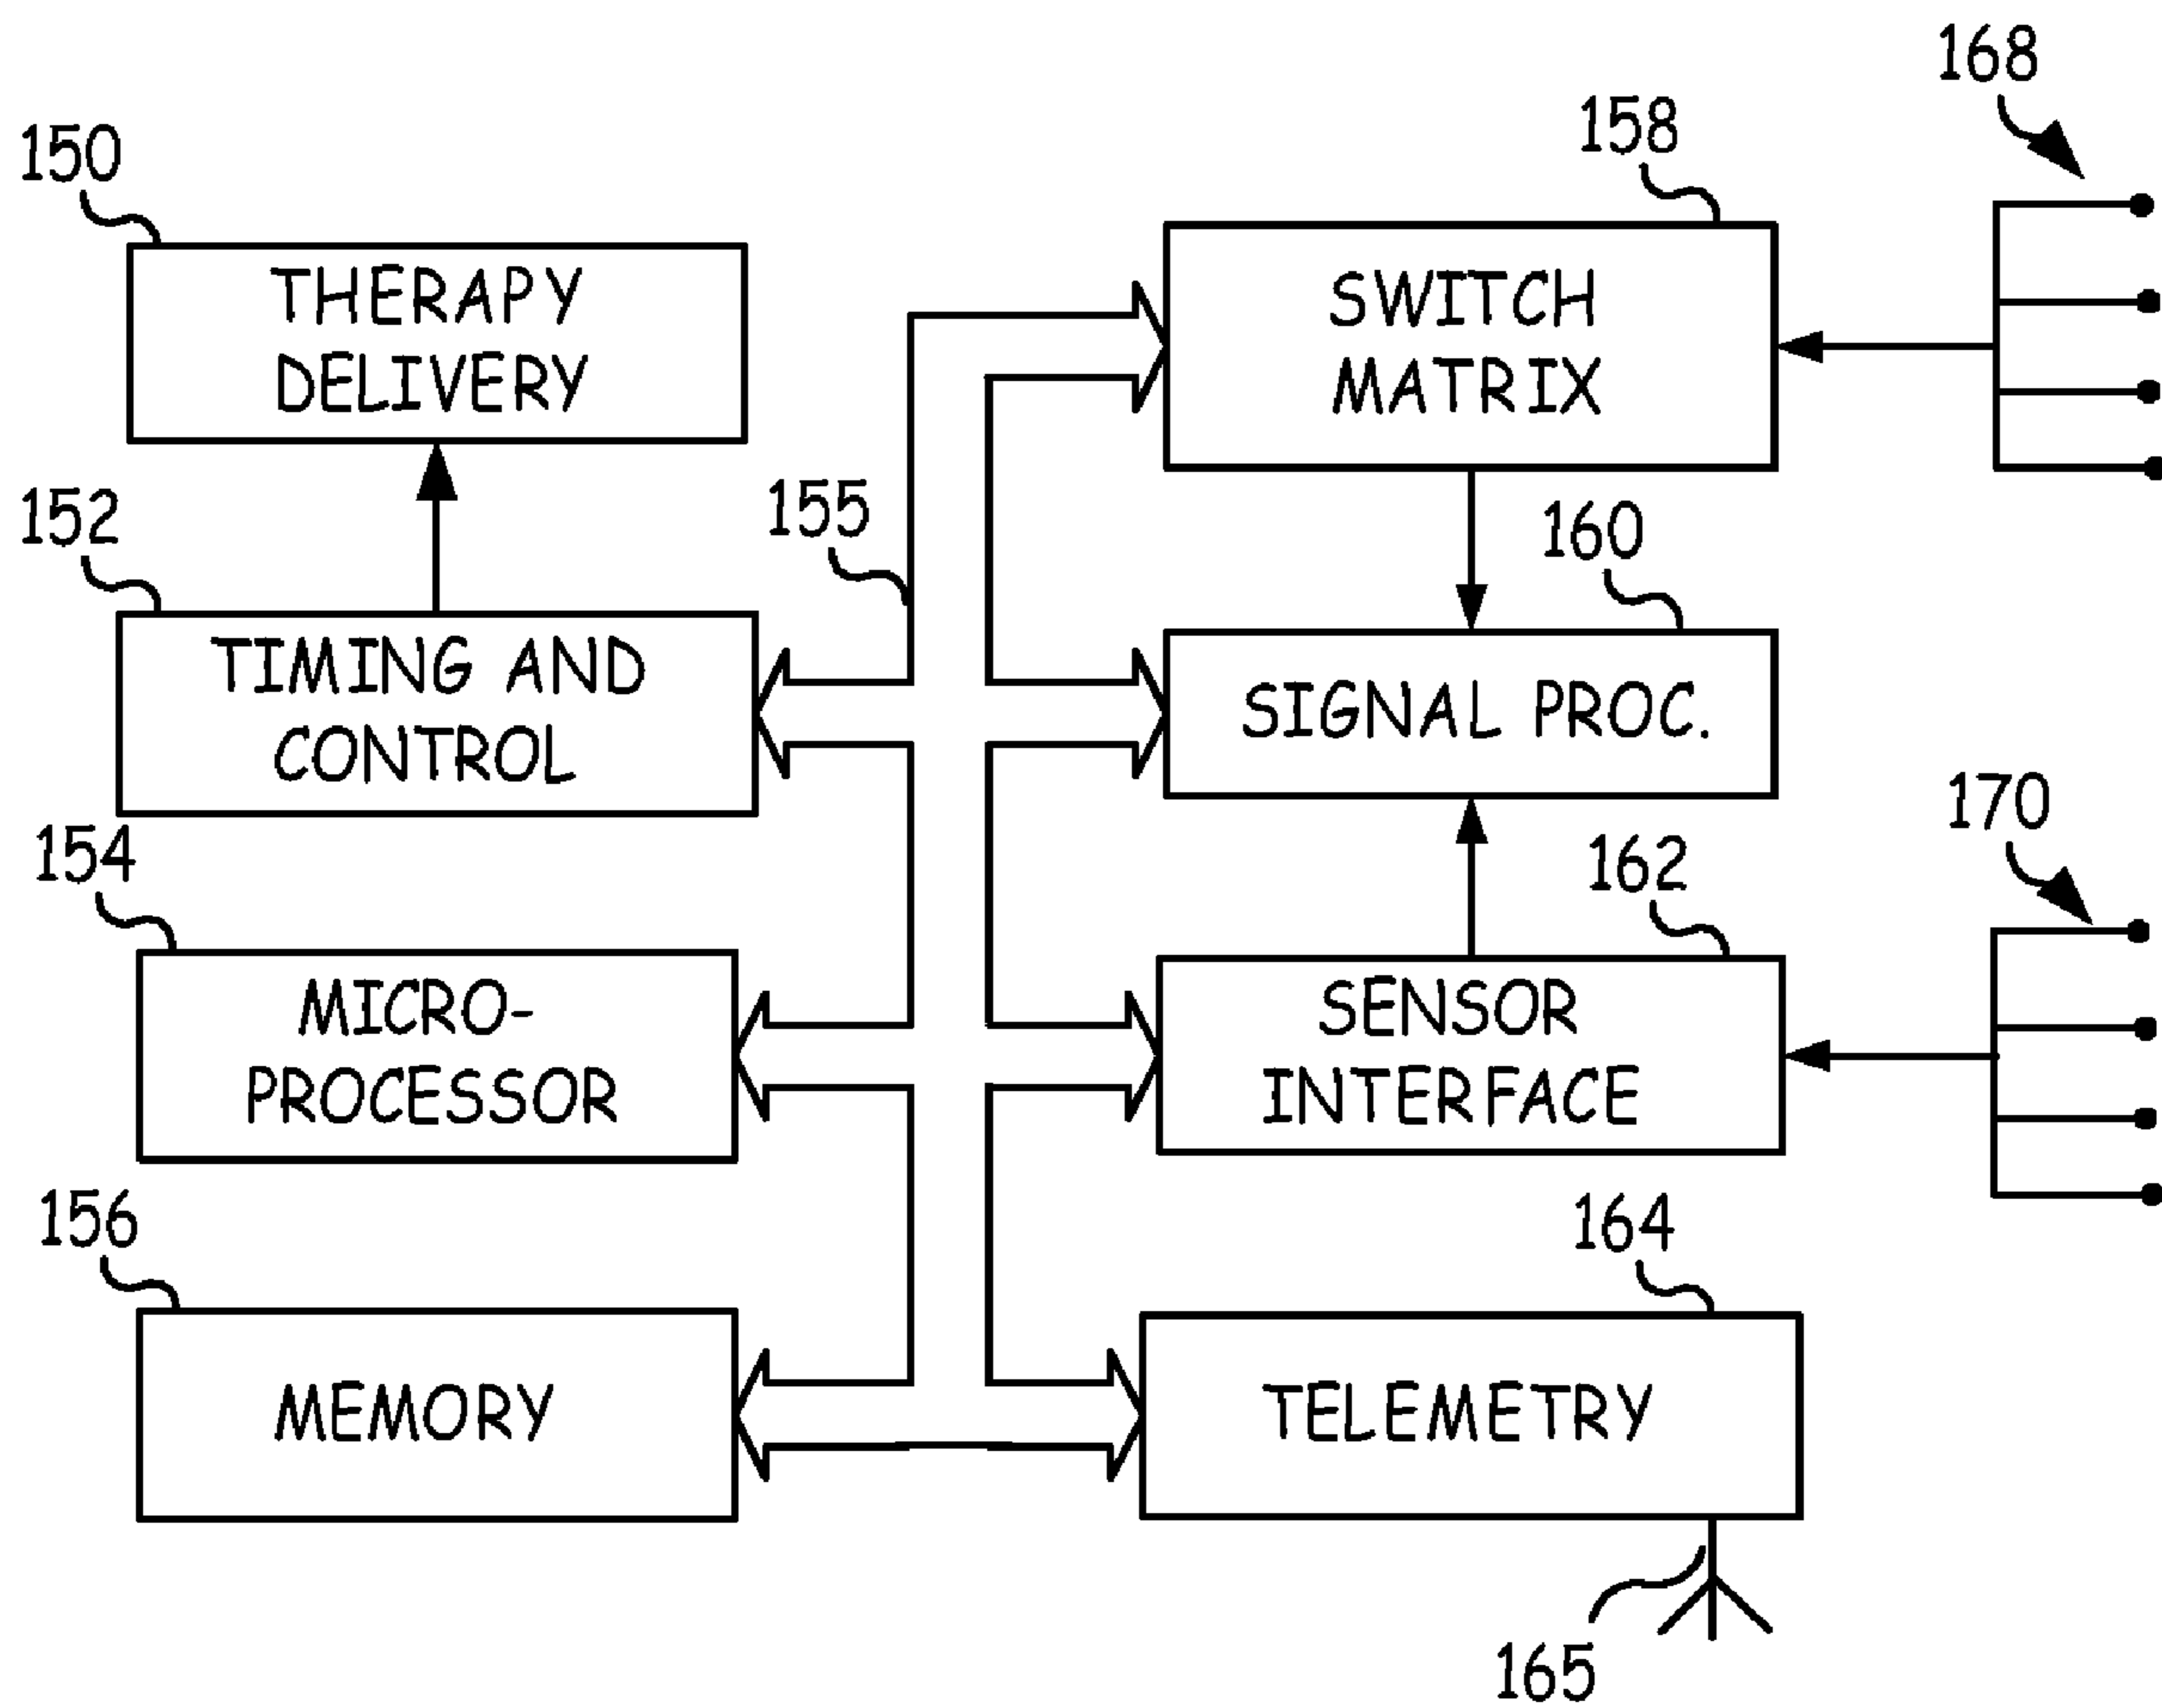 168
158
150
SWITCH
MATRIX
THERAPY
DELIVERY
155
152
160
TIMING AND
CONTROL
SIGNAL PROC.
170
154
162
MICRO-
PROCESSOR
SENSOR
INTERFACE
156
164
MEMORY
TELEMETRY
165